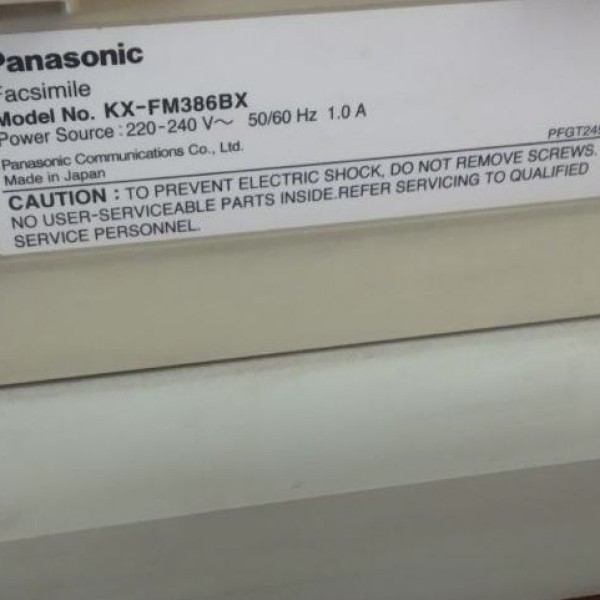 Panasonic
Facsimile
Model No. KX-FM386BX
Power Source : 220-240 V～ 50/60 Hz 1.0 A
Panasonic Communications Co., Ltd.
Made in Japan
PFGT249
CAUTION : TO PREVENT ELECTRIC SHOCK, DO NOT REMOVE SCREWS.
NO USER-SERVICEABLE PARTS INSIDE.REFER SERVICING TO QUALIFIED
SERVICE PERSONNEL.